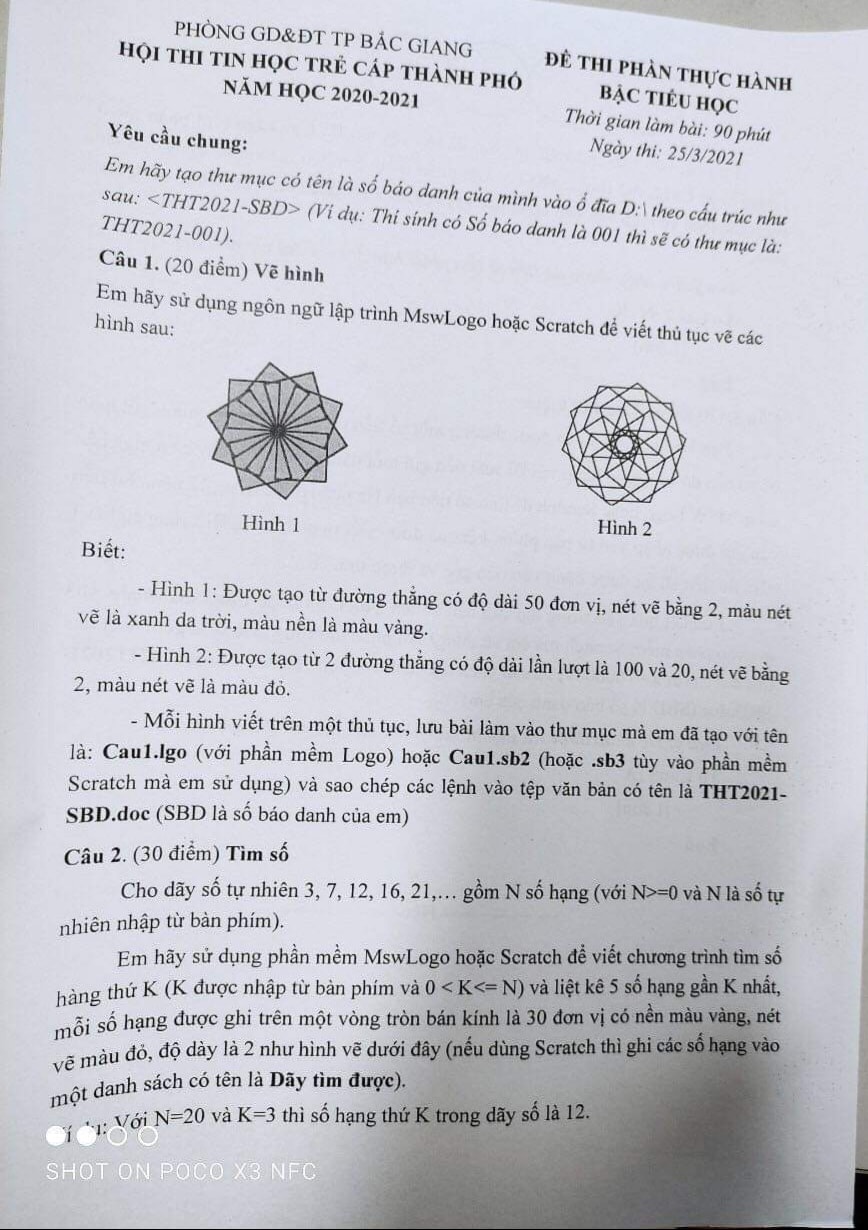 PHÒNG GD&ĐT TP BẮC GIANG
HỘI THI TIN HỌC TRẺ CẤP THÀNH PHỐ
NĂM HỌC 2020-2021
ĐỀ THI PHẦN THỰC HÀNH
BẬC TIỂU HỌC
Thời gian làm bài: 90 phút
Ngày thi: 25/3/2021
Yêu cầu chung:
Em hãy tạo thư mục có tên là số báo danh của mình vào ổ đĩa D:\ theo cấu trúc như
sau: <THT2021-SBD> (Ví dụ: Thí sính có Số báo danh là 001 thì sẽ có thư mục là:
THT2021-001).
Câu 1. (20 điểm) Vẽ hình
Em hãy sử dụng ngôn ngữ lập trình MswLogo hoặc Scratch để viết thủ tục vẽ các
hình sau:
Hình 1
Hình 2
Biết:
- Hình 1: Được tạo từ đường thẳng có độ dài 50 đơn vị, nét vẽ bằng 2, màu nét
vẽ là xanh da trời, màu nền là màu vàng.
- Hình 2: Được tạo từ 2 đường thẳng có độ dài lần lượt là 100 và 20, nét vẽ bằng
2, màu nét vẽ là màu đỏ.
- Mỗi hình viết trên một thủ tục, lưu bài làm vào thư mục mà em đã tạo với tên
là: Cau1.lgo (với phần mềm Logo) hoặc Cau1.sb2 (hoặc .sb3 tùy vào phần mềm
Scratch mà em sử dụng) và sao chép các lệnh vào tệp văn bản có tên là THT2021-
SBD.doc (SBD là số báo danh của em)
Câu 2. (30 điểm) Tìm số
Cho dãy số tự nhiên 3, 7, 12, 16, 21,... gồm N số hạng (với N>=0 và N là số tự
nhiên nhập từ bàn phím).
Em hãy sử dụng phần mềm MswLogo hoặc Scratch để viết chương trình tìm số
hàng thứ K (K được nhập từ bàn phím và 0 < K<= N) và liệt kê 5 số hạng gần K nhất,
mỗi số hạng được ghi trên một vòng tròn bán kính là 30 đơn vị có nền màu vàng, nét
vẽ màu đỏ, độ dày là 2 như hình vẽ dưới đây (nếu dùng Scratch thì ghi các số hạng vào
một danh sách có tên là Dãy tìm được).
Với N=20 và K=3 thì số hạng thứ K trong dãy số là 12.
SHOT ON POCO X3 NFC